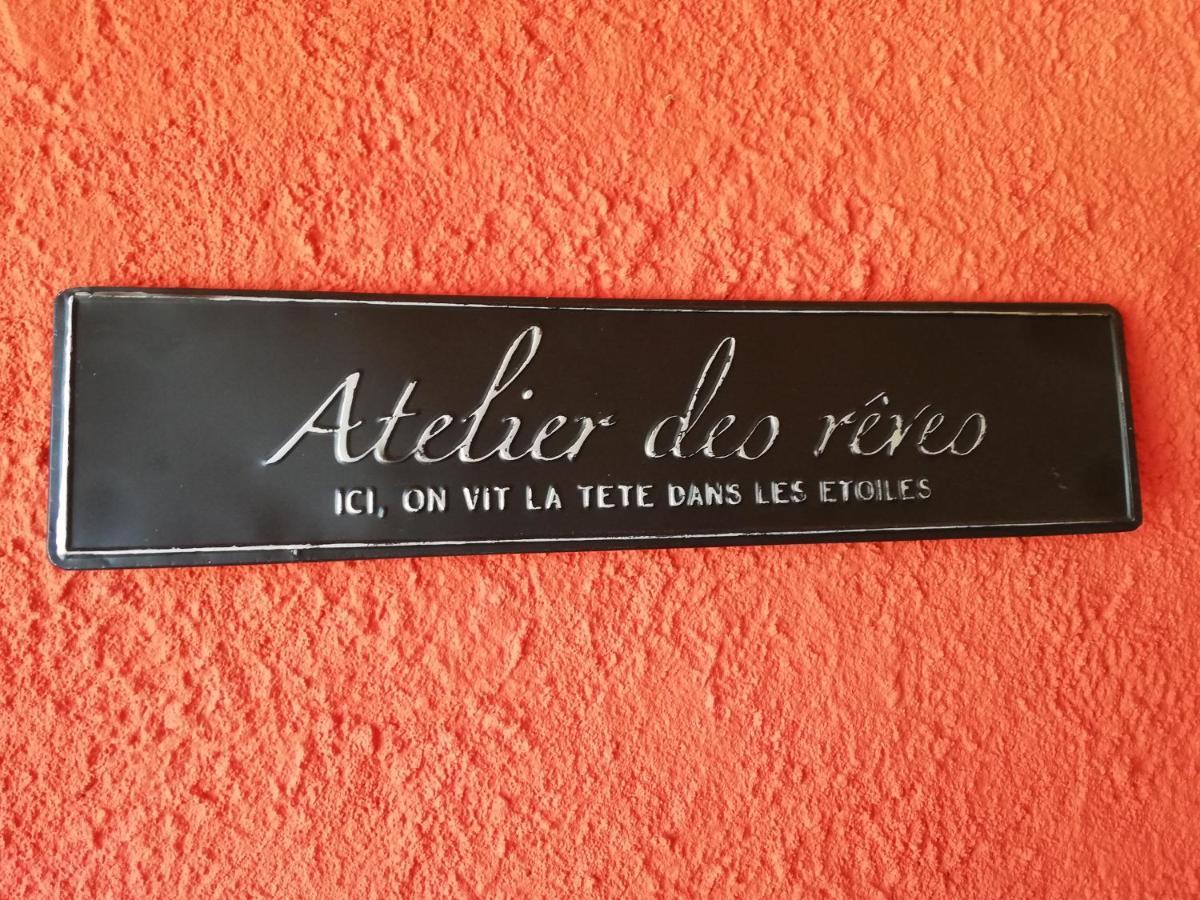 Atelier des rêves
ICI, ON ViT LA TETE DANS LES ETOILES